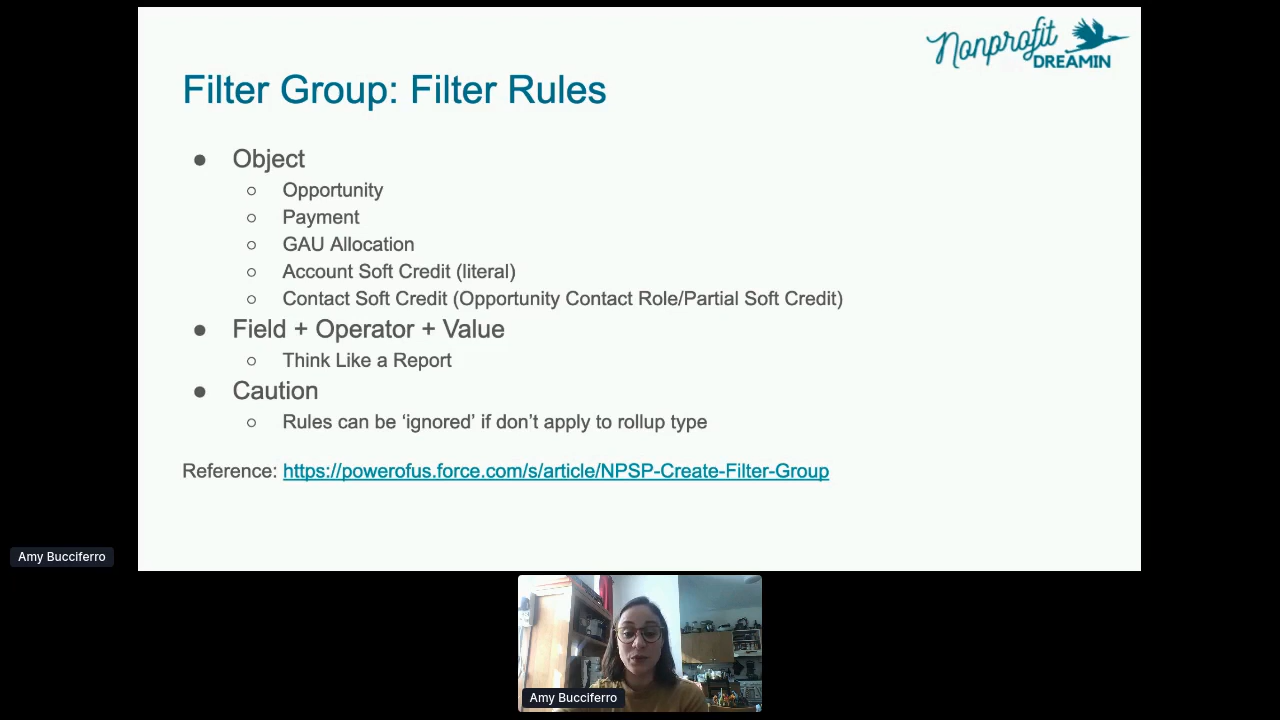 Nonprofit
DREAMIN
Filter Group: Filter Rules
● Object
○ Opportunity
○ Payment
○ GAU Allocation
○ Account Soft Credit (literal)
○ Contact Soft Credit (Opportunity Contact Role/Partial Soft Credit)
● Field + Operator + Value
○ Think Like a Report
● Caution
○ Rules can be ‘ignored’ if don’t apply to rollup type
Reference: https://powerofus.force.com/s/article/NPSP-Create-Filter-Group
Amy Bucciferro
Amy Bucciferro